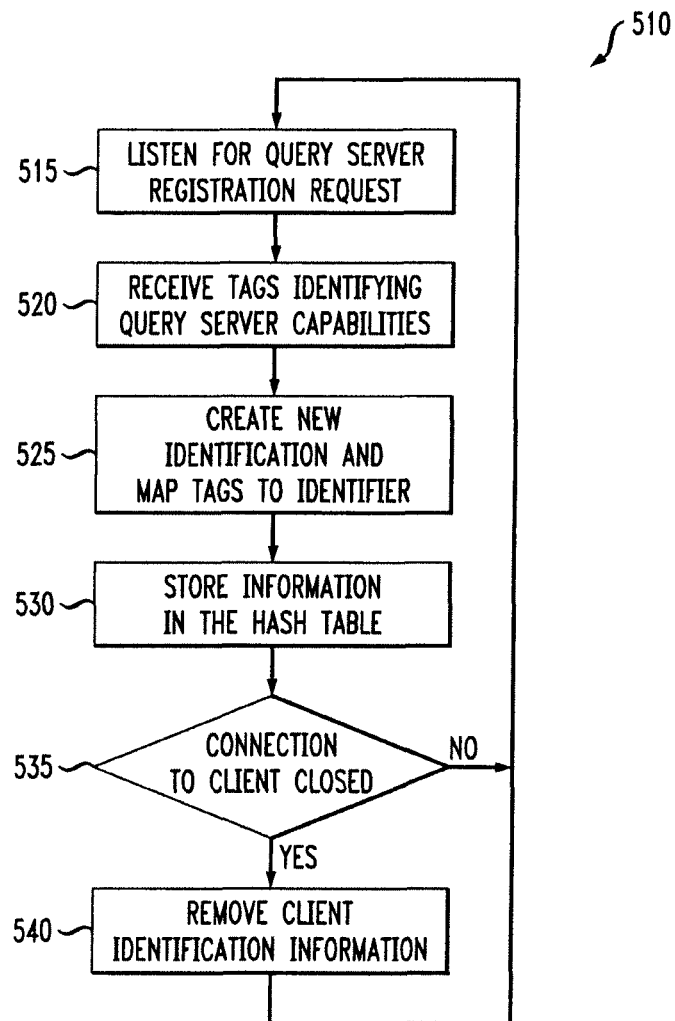 510
515
LISTEN FOR QUERY SERVER
REGISTRATION REQUEST
520
RECEIVE TAGS IDENTIFYING
QUERY SERVER CAPABILITIES
525
CREATE NEW
IDENTIFICATION AND
MAP TAGS TO IDENTIFIER
530
STORE INFORMATION
IN THE HASH TABLE
535
CONNECTION
TO CLIENT CLOSED
NO
YES
540
REMOVE CLIENT
IDENTIFICATION INFORMATION